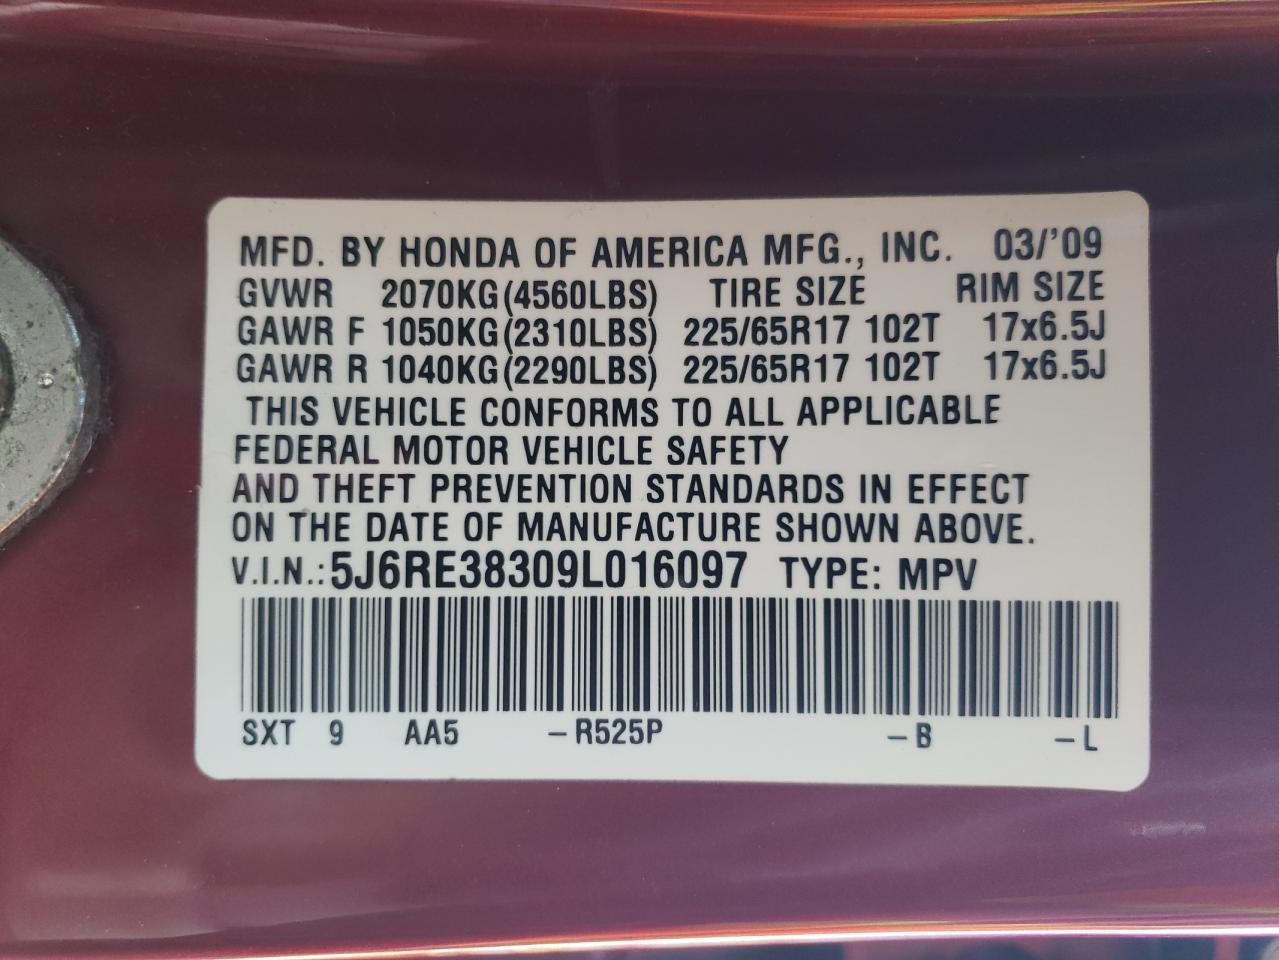 MFD. BY HONDA OF AMERICA MFG., INC. 03/'09
GVWR 2070KG(4560LBS) TIRE SIZE RIM SIZE
GAWR F 1050KG(2310LBS) 225/65R17 102T 17x6.5J
GAWR R 1040KG(2290LBS) 225/65R17 102T 17x6.5J
THIS VEHICLE CONFORMS TO ALL APPLICABLE
FEDERAL MOTOR VEHICLE SAFETY
AND THEFT PREVENTION STANDARDS IN EFFECT
ON THE DATE OF MANUFACTURE SHOWN ABOVE.
V.I.N.: 5J6RE38309L016097 TYPE: MPV
SXT 9 AA5 –R525P –B –L